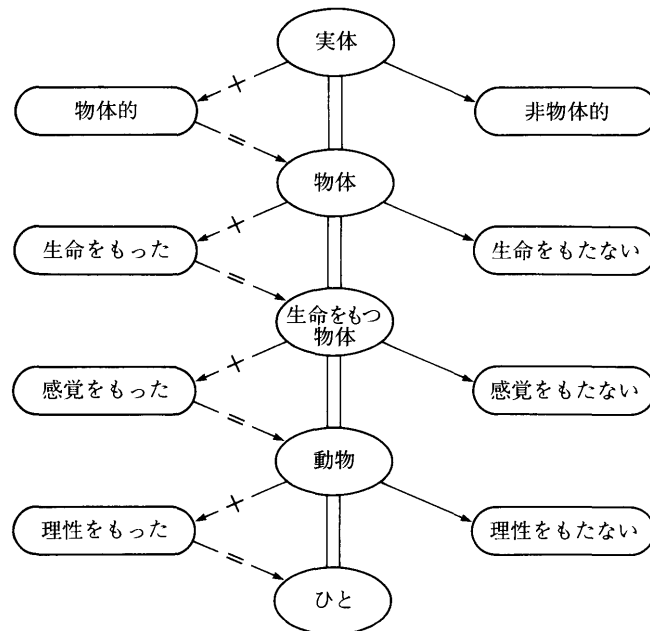 実体
物体的
非物体的
物体
生命をもった
生命をもたない
生命をもつ
物体
感覚をもった
感覚をもたない
動物
理性をもった
理性をもたない
ひと